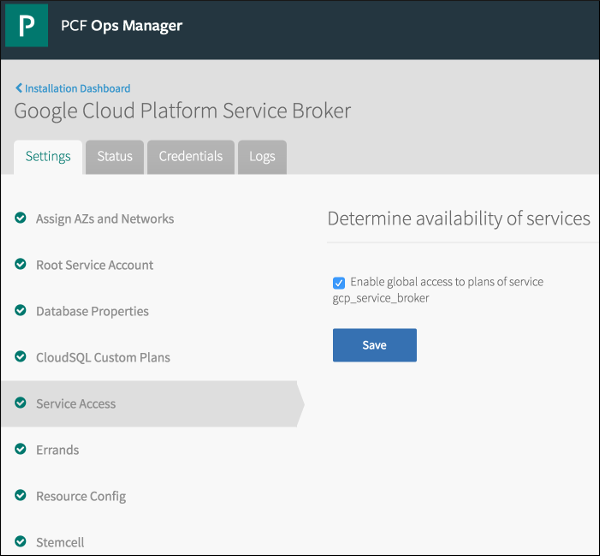 P PCF Ops Manager
Installation Dashboard
Google Cloud Platform Service Broker
Settings Status Credentials Logs
Assign AZs and Networks
Root Service Account
Database Properties
CloudSQL Custom Plans
Service Access
Errands
Resource Config
Stemcell
Determine availability of services
Enable global access to plans of service
gcp_service_broker
Save